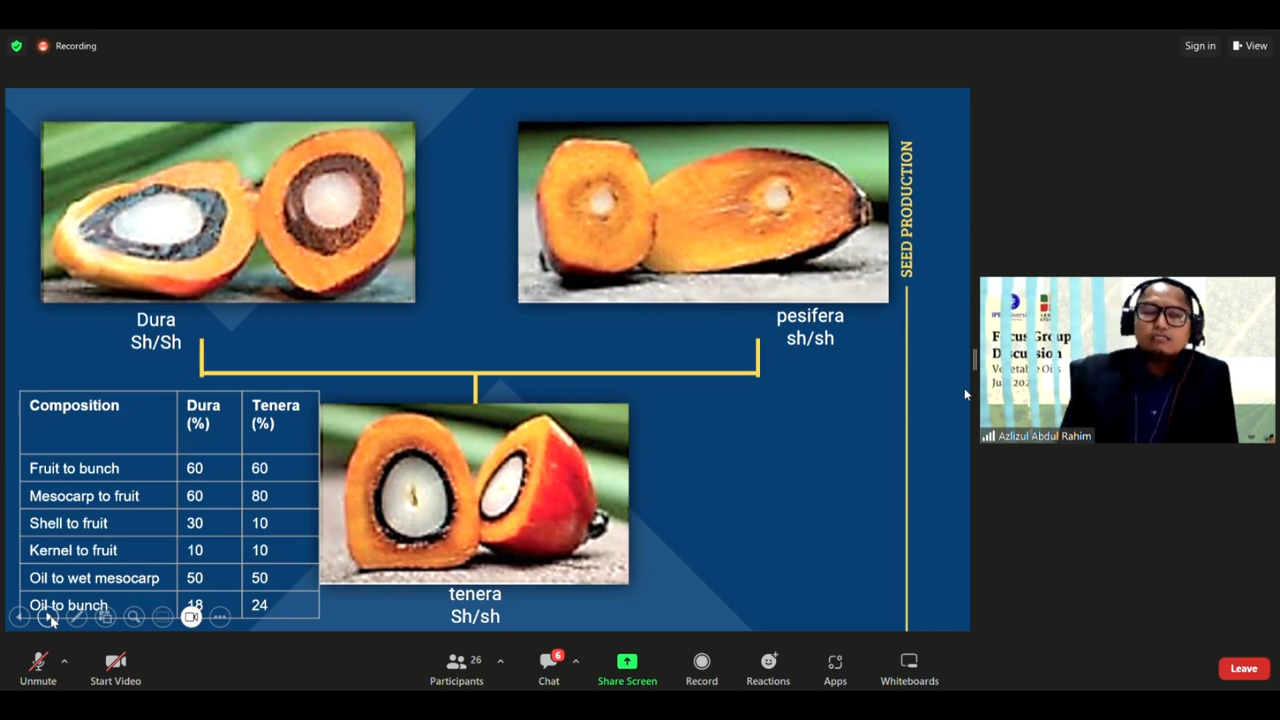 Recording
Sign in
View
SEED PRODUCTION
Dura
Sh/Sh
pesifera
sh/sh
Composition Dura (%) Tenera (%)
Fruit to bunch 60 60
Mesocarp to fruit 60 80
Shell to fruit 30 10
Kernel to fruit 10 10
Oil to wet mesocarp 50 50
Oil to bunch 18 24
tenera
Sh/sh
Discussion
Azlizul Abdul Rahim
Unmute
Start Video
26
Participants
6
Chat
Share Screen
Record
Reactions
Apps
Whiteboards
Leave